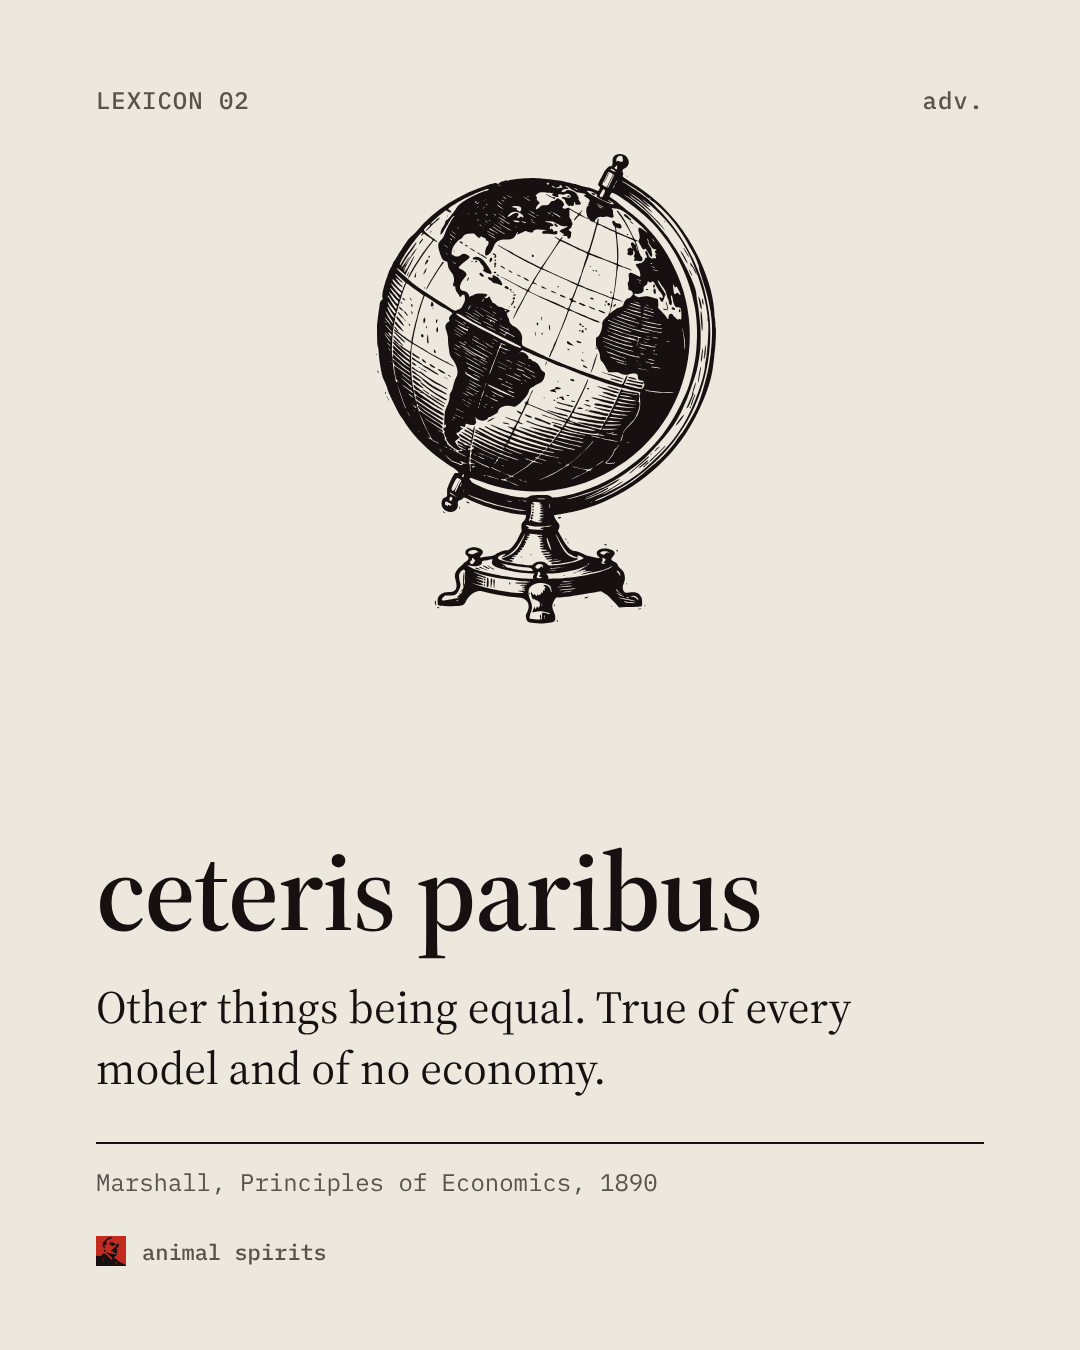 LEXICON 02
adv.
ceteris paribus
Other things being equal. True of every
model and of no economy.
Marshall, Principles of Economics, 1890
animal spirits